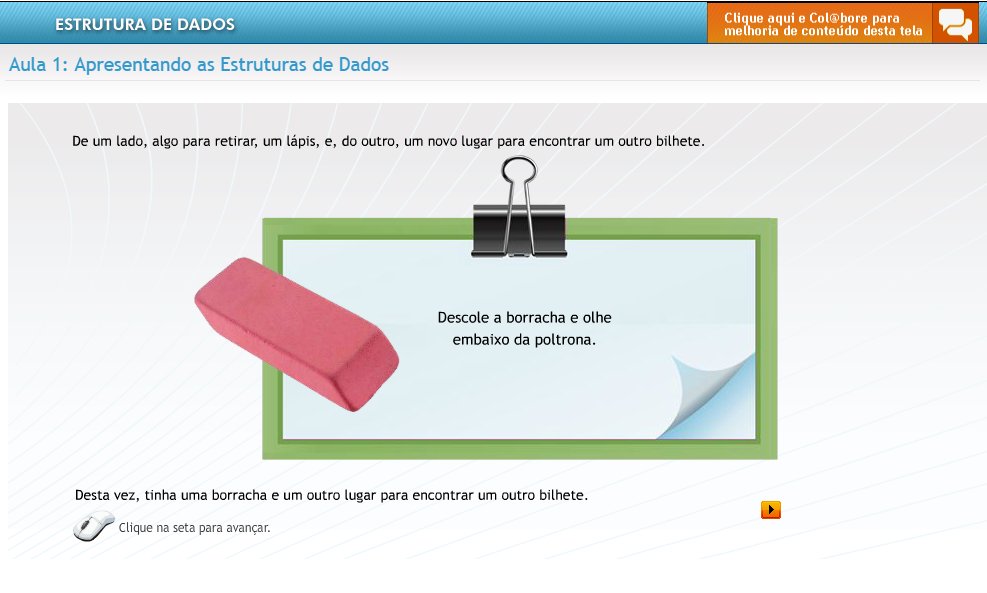 ESTRUTURA DE DADOS
Clique aqui e Col@bore para
melhoria de conteúdo desta tela
Aula 1: Apresentando as Estruturas de Dados
De um lado, algo para retirar, um lápis, e, do outro, um novo lugar para encontrar um outro bilhete.
Descole a borracha e olhe
embaixo da poltrona.
Desta vez, tinha uma borracha e um outro lugar para encontrar um outro bilhete.
Clique na seta para avançar.